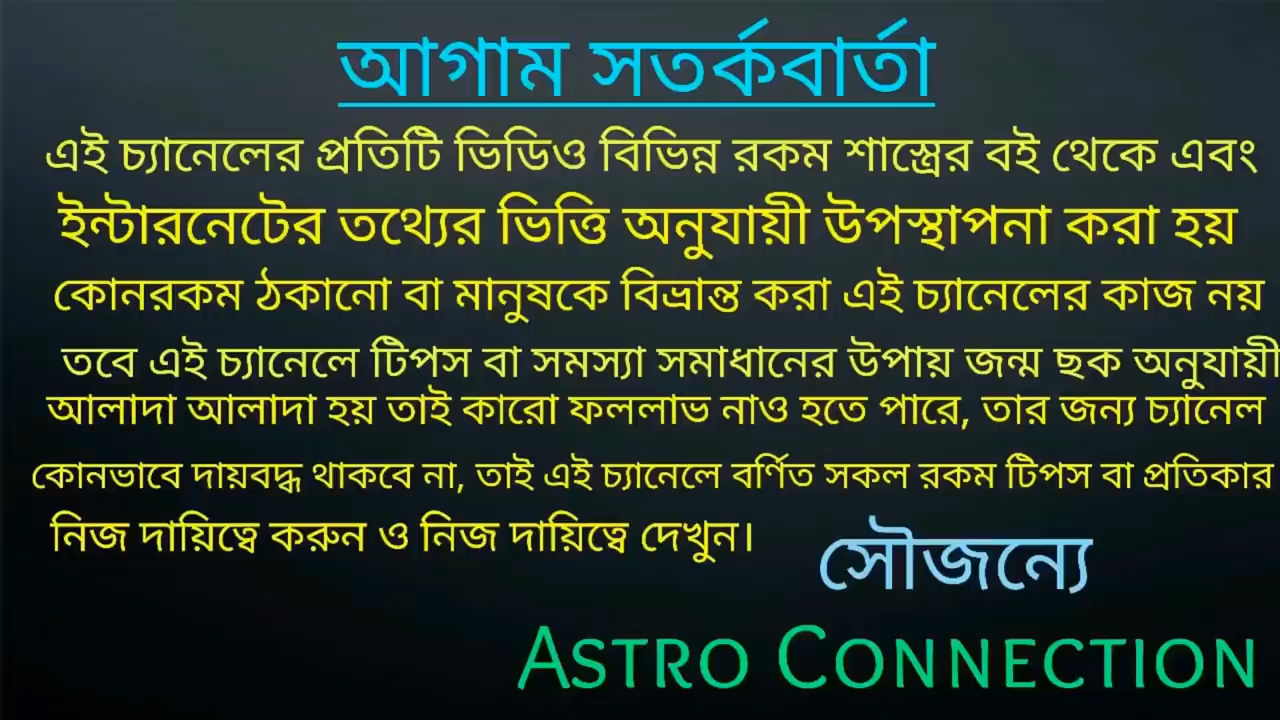 আগাম সতর্কবার্তা
এই চ্যানেলের প্রতিটি ভিডিও বিভিন্ন রকম শাস্ত্রের বই থেকে এবং
ইন্টারনেটের তথ্যের ভিত্তি অনুযায়ী উপস্থাপনা করা হয়
কোনরকম ঠকানো বা মানুষকে বিভ্রান্ত করা এই চ্যানেলের কাজ নয়
তবে এই চ্যানেলে টিপস বা সমস্যা সমাধানের উপায় জন্ম ছক অনুযায়ী
আলাদা আলাদা হয় তাই কারো ফললাভ নাও হতে পারে, তার জন্য চ্যানেল
কোনভাবে দায়বদ্ধ থাকবে না, তাই এই চ্যানেলে বর্ণিত সকল রকম টিপস বা প্রতিকার
নিজ দায়িত্বে করুন ও নিজ দায়িত্বে দেখুন।
সৌজন্যে
ASTRO CONNECTION